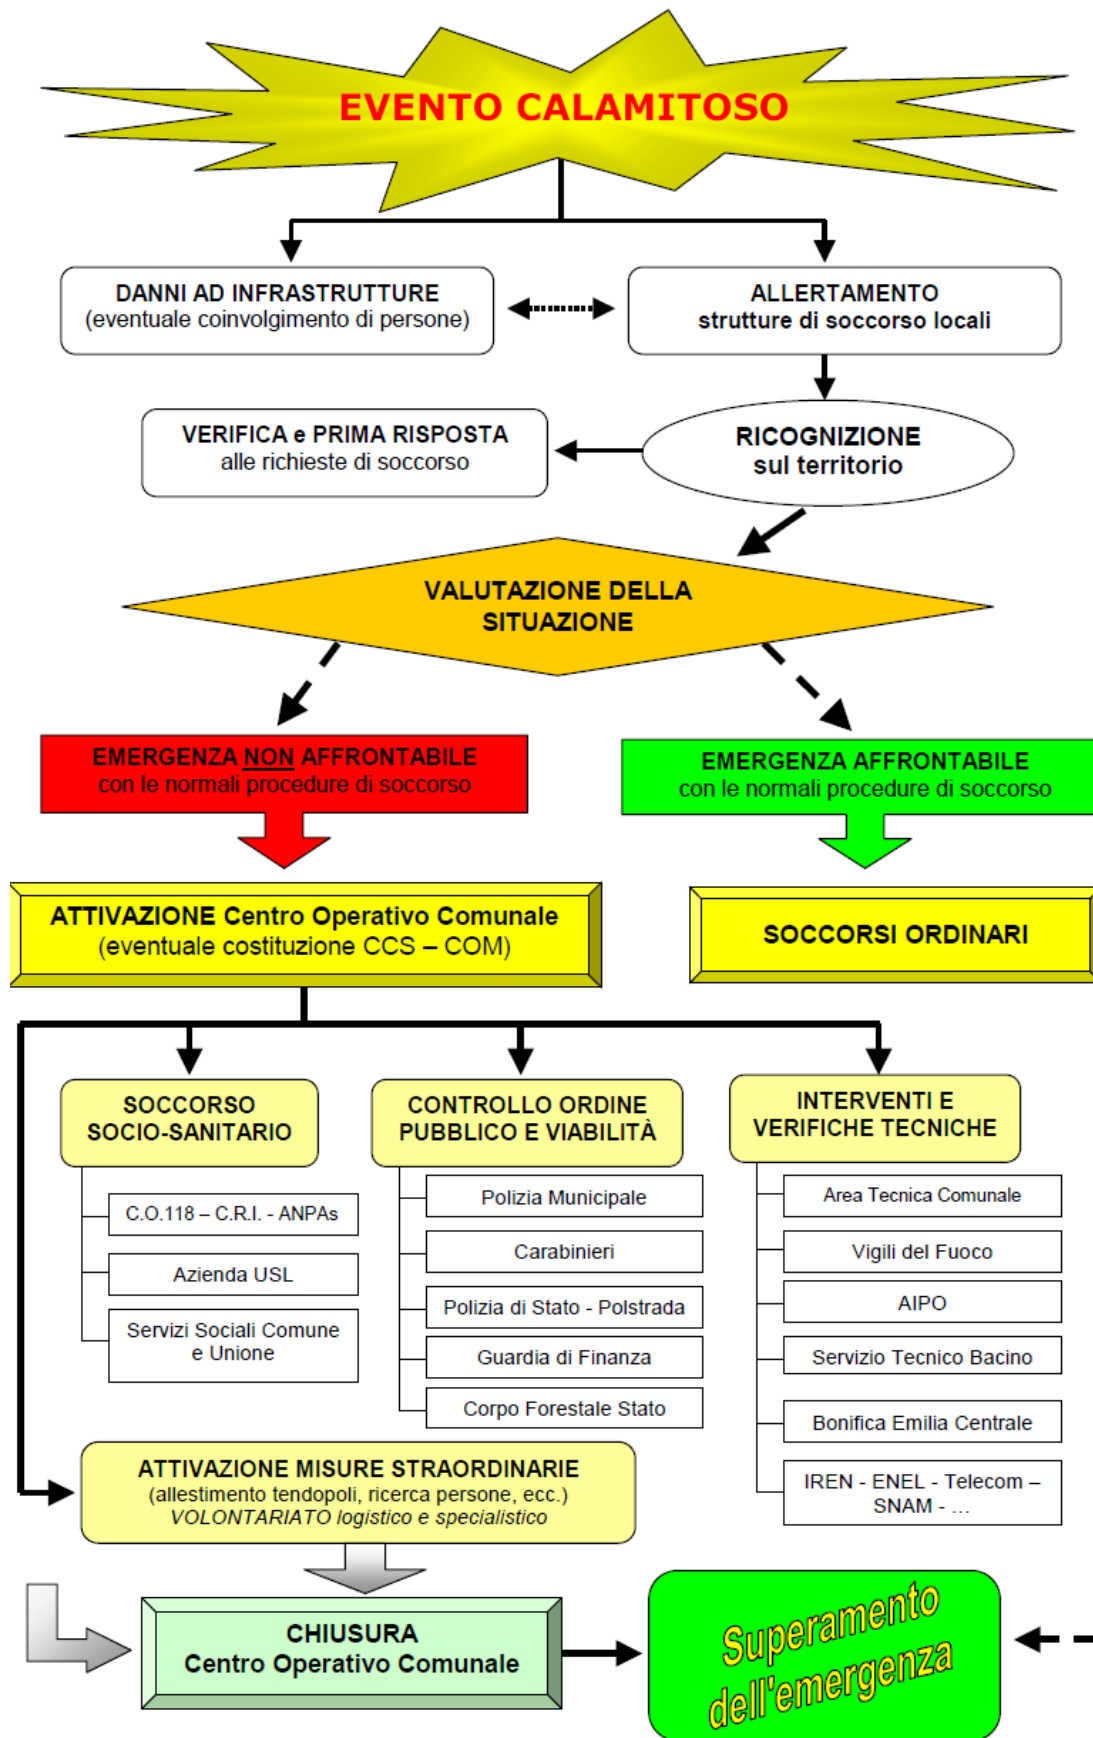 EVENTO CALAMITOSO
DANNI AD INFRASTRUTTURE
(eventuale coinvolgimento di persone)
ALLERTAMENTO
strutture di soccorso locali
VERIFICA e PRIMA RISPOSTA
alle richieste di soccorso
RICOGNIZIONE
sul territorio
VALUTAZIONE DELLA
SITUAZIONE
EMERGENZA NON AFFRONTABILE
con le normali procedure di soccorso
EMERGENZA AFFRONTABILE
con le normali procedure di soccorso
ATTIVAZIONE Centro Operativo Comunale
(eventuale costituzione CCS – COM)
SOCCORSI ORDINARI
SOCCORSO
SOCIO-SANITARIO
C.O.118 – C.R.I. - ANPAs
Azienda USL
Servizi Sociali Comune
e Unione
CONTROLLO ORDINE
PUBBLICO E VIABILITÀ
Polizia Municipale
Carabinieri
Polizia di Stato - Polstrada
Guardia di Finanza
Corpo Forestale Stato
INTERVENTI E
VERIFICHE TECNICHE
Area Tecnica Comunale
Vigili del Fuoco
AIPO
Servizio Tecnico Bacino
Bonifica Emilia Centrale
IREN - ENEL - Telecom –
SNAM - …
ATTIVAZIONE MISURE STRAORDINARIE
(allestimento tendopoli, ricerca persone, ecc.)
VOLONTARIATO logistico e specialistico
CHIUSURA
Centro Operativo Comunale
Superamento
dell'emergenza